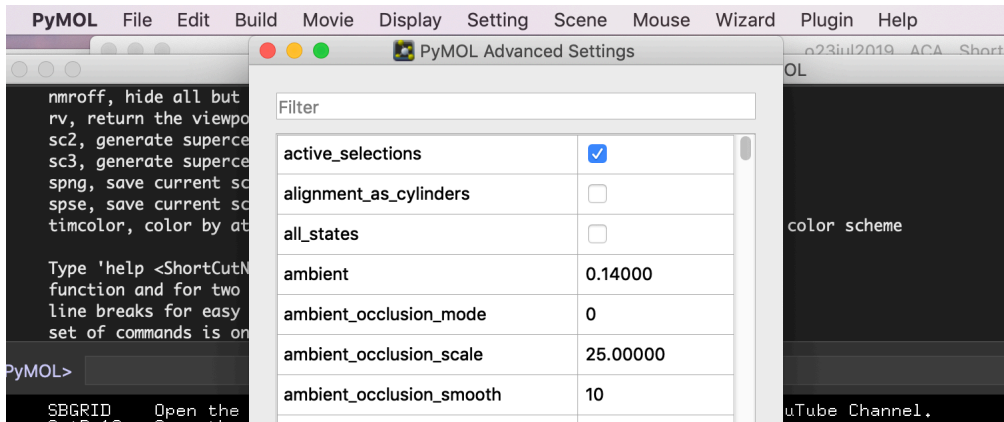 PyMOL File Edit Build Movie Display Setting Scene Mouse Wizard Plugin Help
PyMOL Advanced Settings
o23jul2019 ACA Short
OL
Filter
active_selections
alignment_as_cylinders
all_states
ambient 0.14000
ambient_occlusion_mode 0
ambient_occlusion_scale 25.00000
ambient_occlusion_smooth 10
nmroff, hide all but
rv, return the viewpo
sc2, generate superce
sc3, generate superce
spng, save current sc
spse, save current sc
timcolor, color by at
color scheme
Type 'help <ShortCutN
function and for two
line breaks for easy
set of commands is on
PyMOL>
SBGRID Open the
uTube Channel.